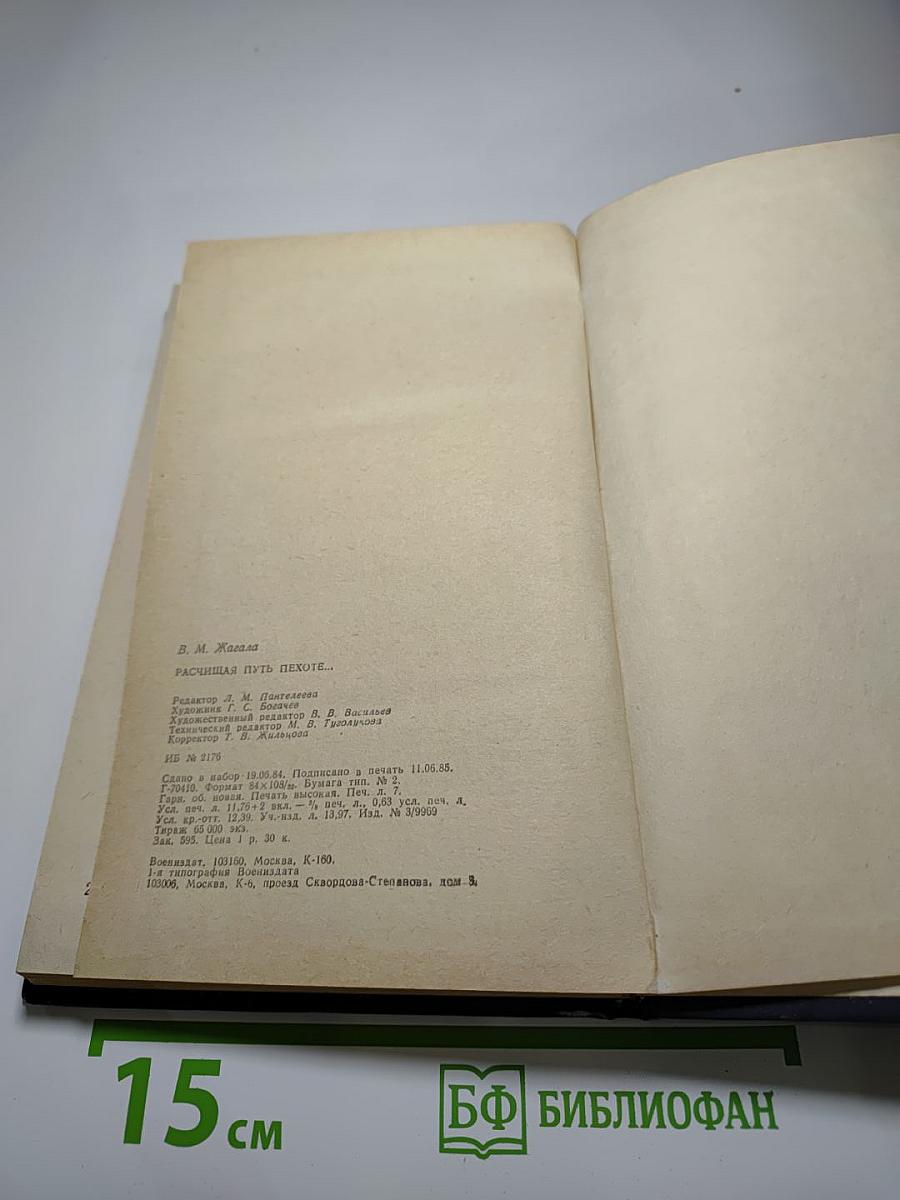 В. М. Жагала
РАСЧИЩАЯ ПУТЬ ПЕХОТЕ...
Редактор Л. М. Пантелеева
Художник Г. С. Богачев
Художественный редактор В. В. Васильев
Технический редактор М. В. Туголукова
Корректор Т. В. Жильцова
ИБ № 2176
Сдано в набор 19.06.84. Подписано в печать 11.06.85.
Г-70410. Формат 84×108/32. Бумага тип. № 2.
Гарн. об. новая. Печать высокая. Печ. л. 7.
Усл. печ. л. 11,76+2 вкл. — печ. л., 0,63 усл. печ. л.
Усл. кр.-отт. 12,39. Уч.-изд. л. 13,97. Изд. № 3/9969
Тираж 65 000 экз.
Зак. 595. Цена 1 р. 30 к.
Воениздат, 103160, Москва, К-160.
1-я типография Воениздата
103006, Москва, К-6, проезд Скворцова-Степанова, дом 3.
2
15 см
БФ БИБЛИОФАН